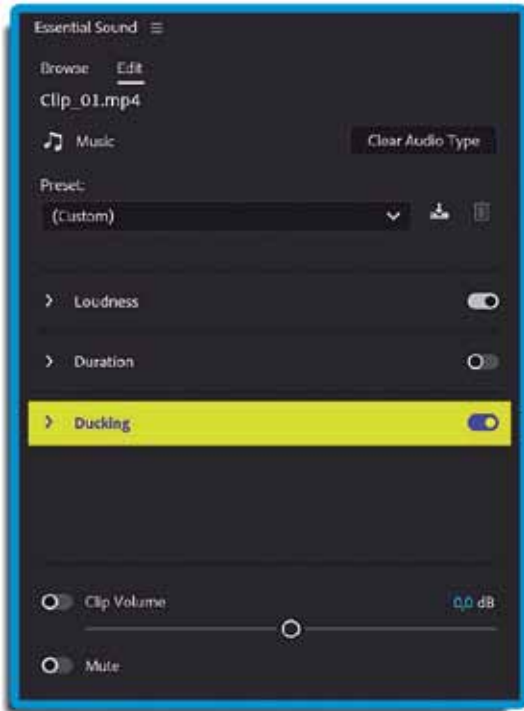 Essential Sound
Browse Edit
Clip_01.mp4
Music Clear Audio Type
Preset:
(Custom)
Loudness
Duration
Ducking
Clip Volume 0,0 dB
Mute